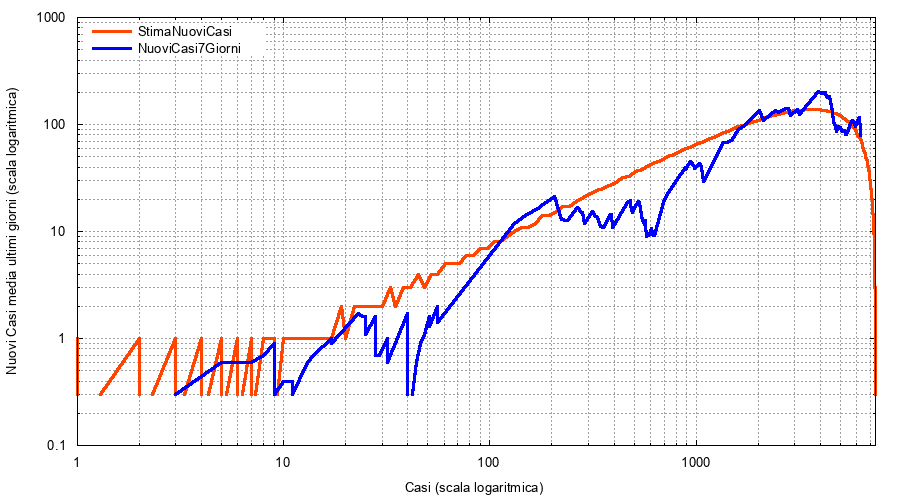 1000
StimaNuoviCasi
NuoviCasi7Giorni
100
10
1
0.1
Nuovi Casi media ultimi giorni (scala logaritmica)
1
10
100
1000
Casi (scala logaritmica)